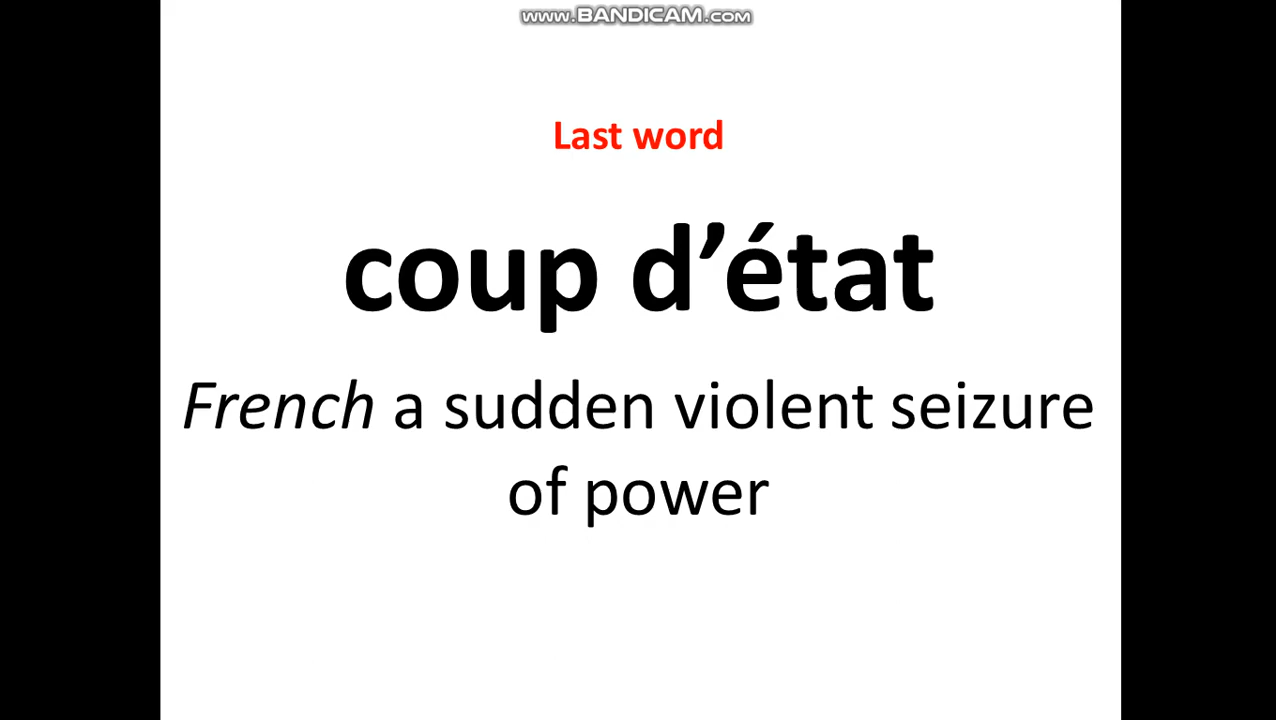 www.BANDICAM.com
Last word
coup d’état
French a sudden violent seizure
of power